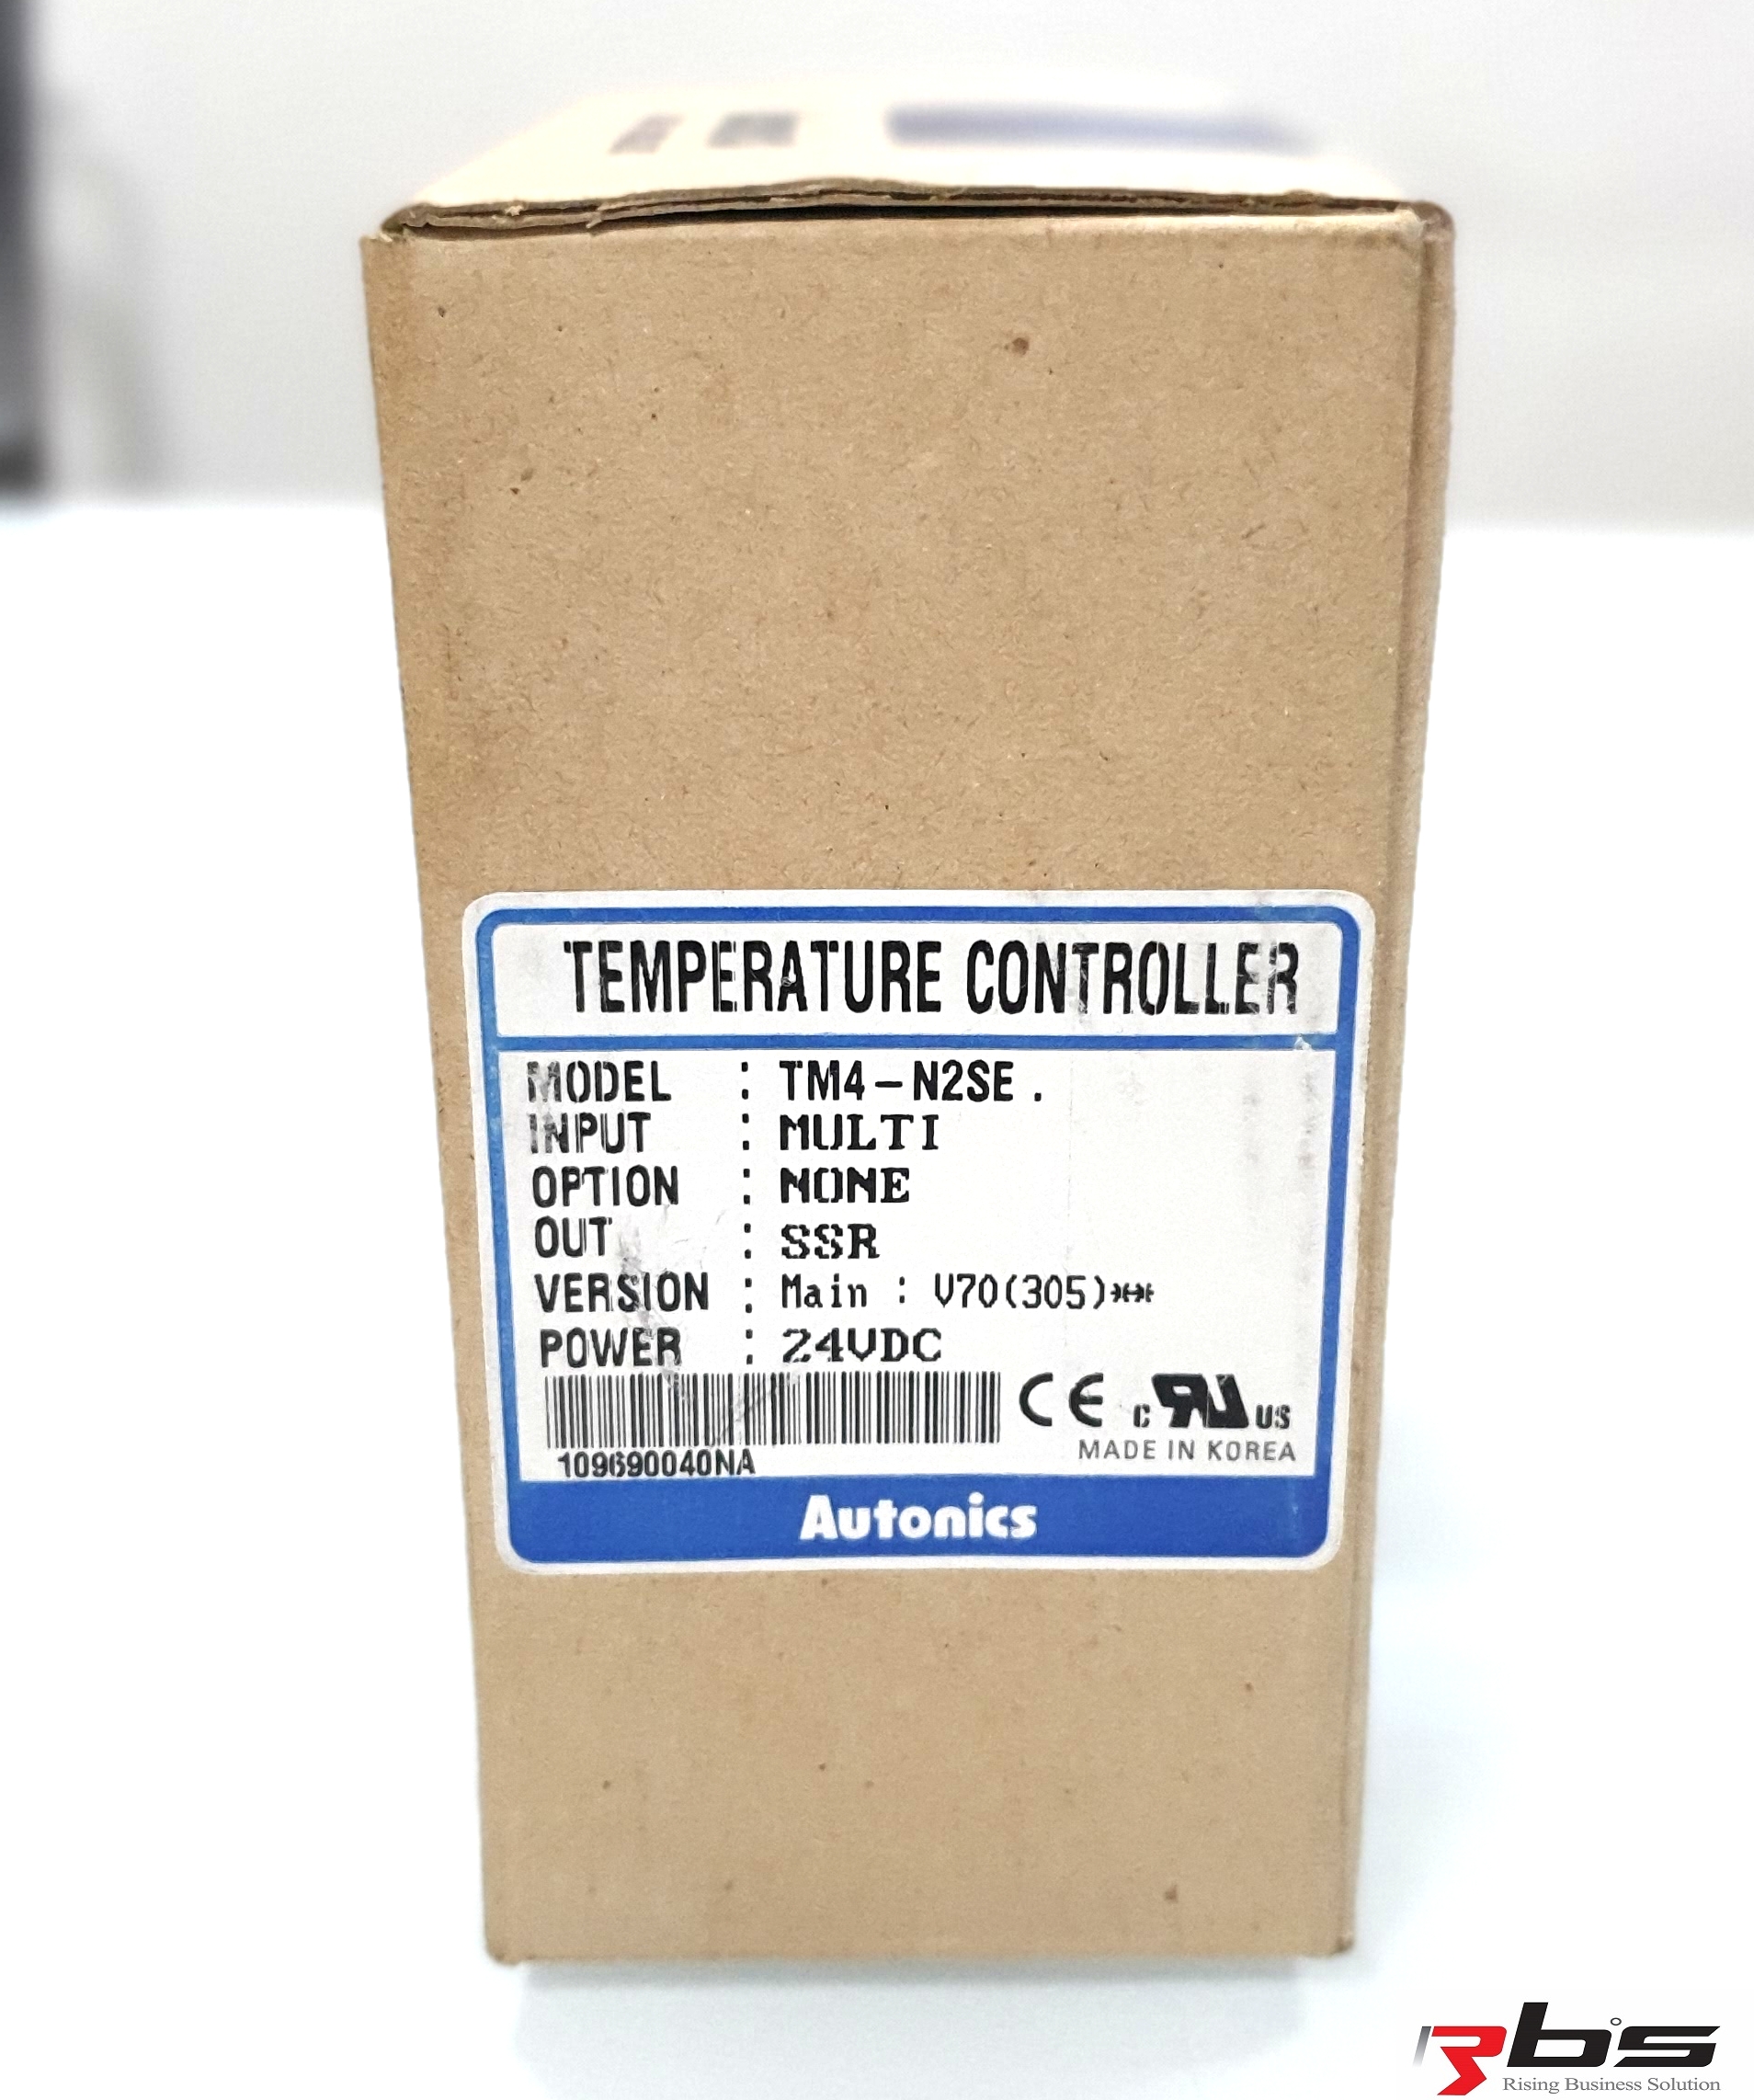 TEMPERATURE CONTROLLER
MODEL : TM4-N2SE.
INPUT : MULTI
OPTION : NONE
OUT : SSR
VERSION : Main : V70(305)***
POWER : 24VDC
CE c RU US
109690040NA
MADE IN KOREA
Autonics
Rbs
Rising Business Solution